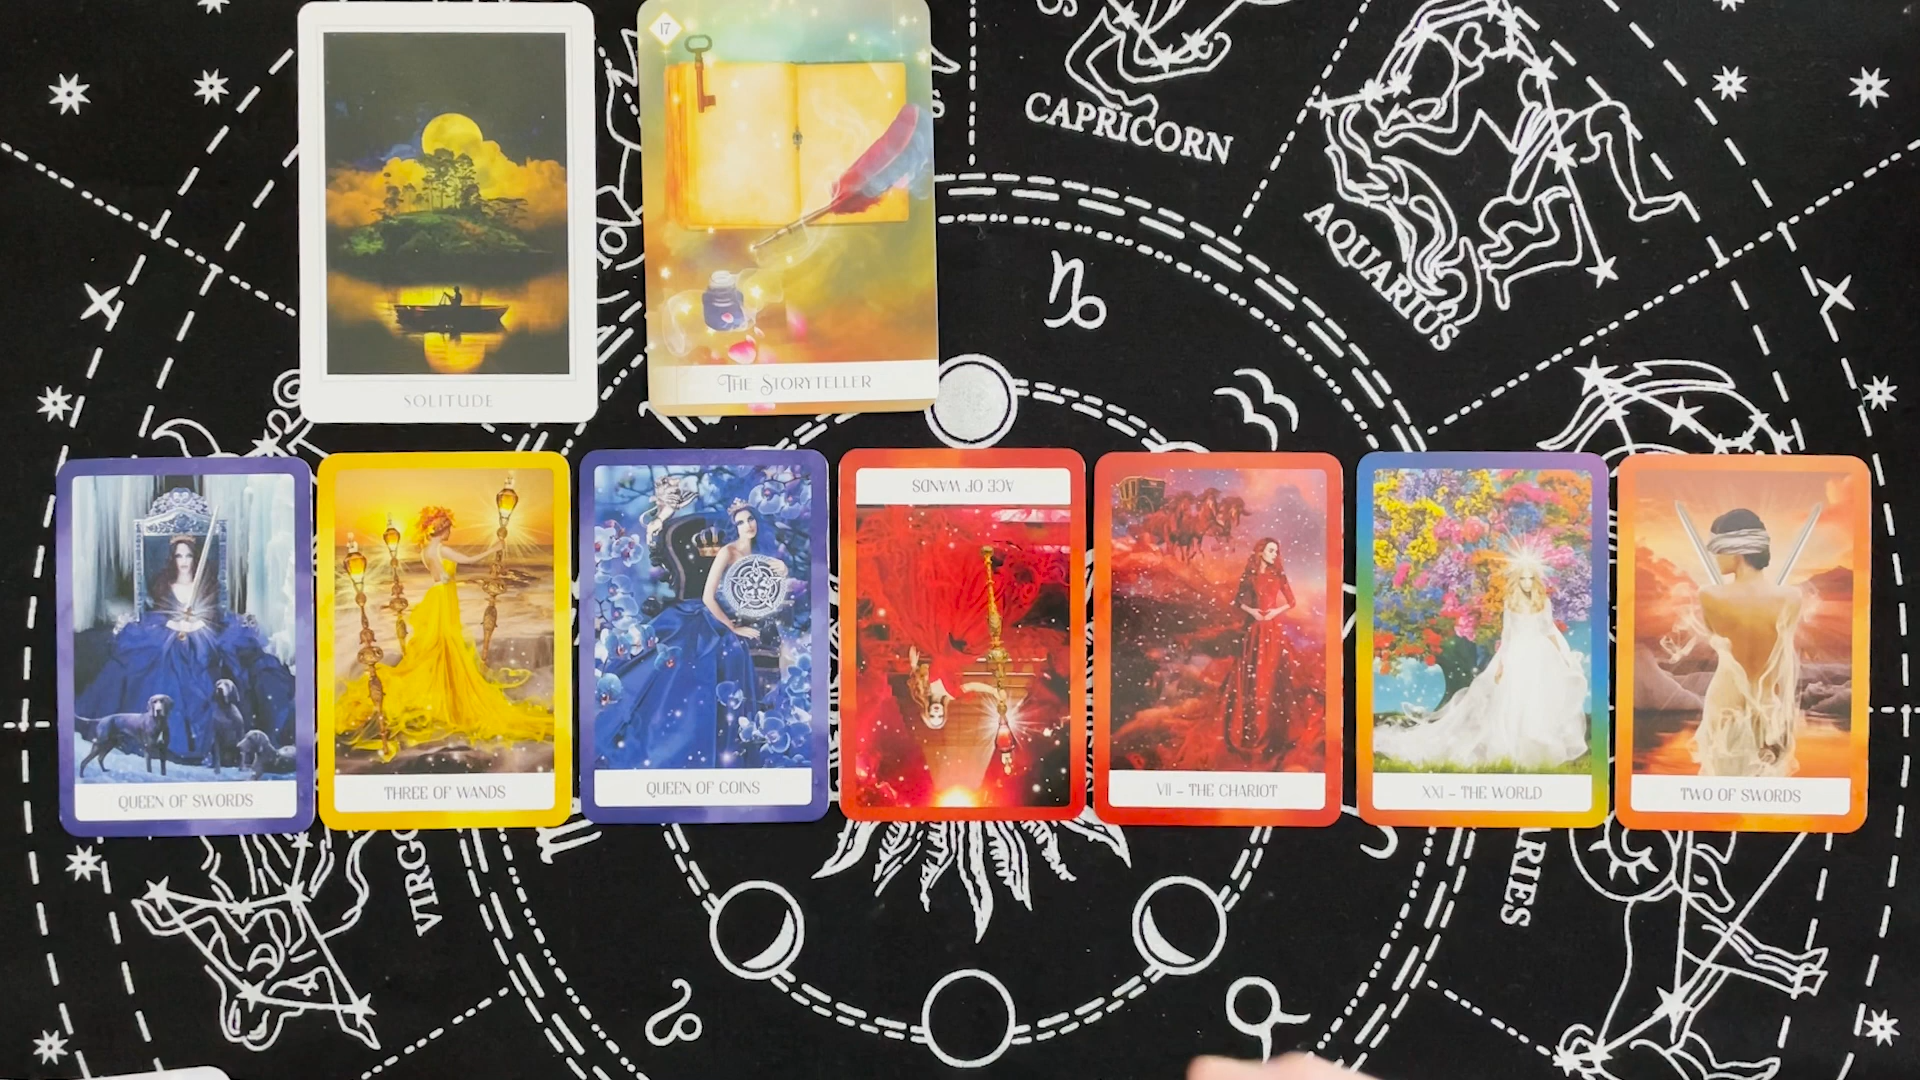 17
CAPRICORN
AQUARIUS
SOLITUDE
The Storyteller
ACE OF WANDS
QUEEN OF SWORDS
THREE OF WANDS
QUEEN OF COINS
VII – THE CHARIOT
XXI – THE WORLD
TWO OF SWORDS
VIRG
ARIES